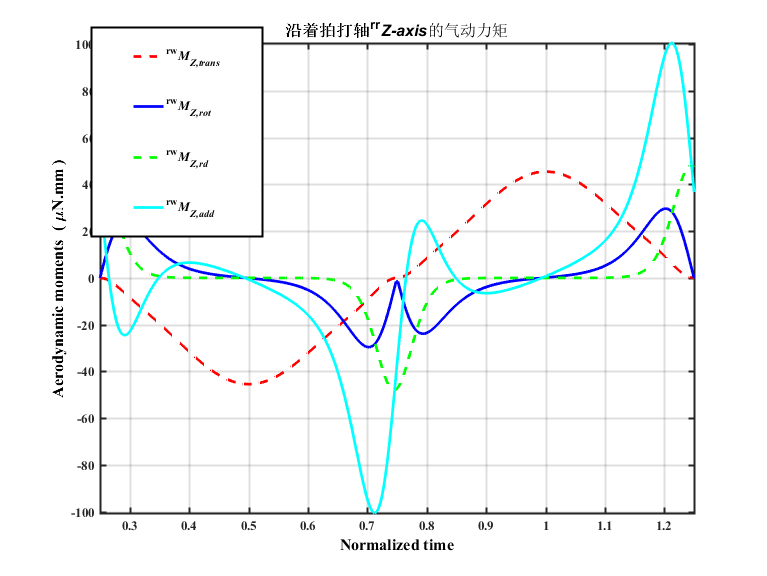 沿着拍打轴rrZ-axis的气动力矩
rwMZ,trans
rwMZ,rot
rwMZ,rd
rwMZ,add
Aerodynamic moments ( μN.mm )
80
60
40
20
0
-20
-40
-60
-80
-100
0.3 0.4 0.5 0.6 0.7 0.8 0.9 1 1.1 1.2
Normalized time